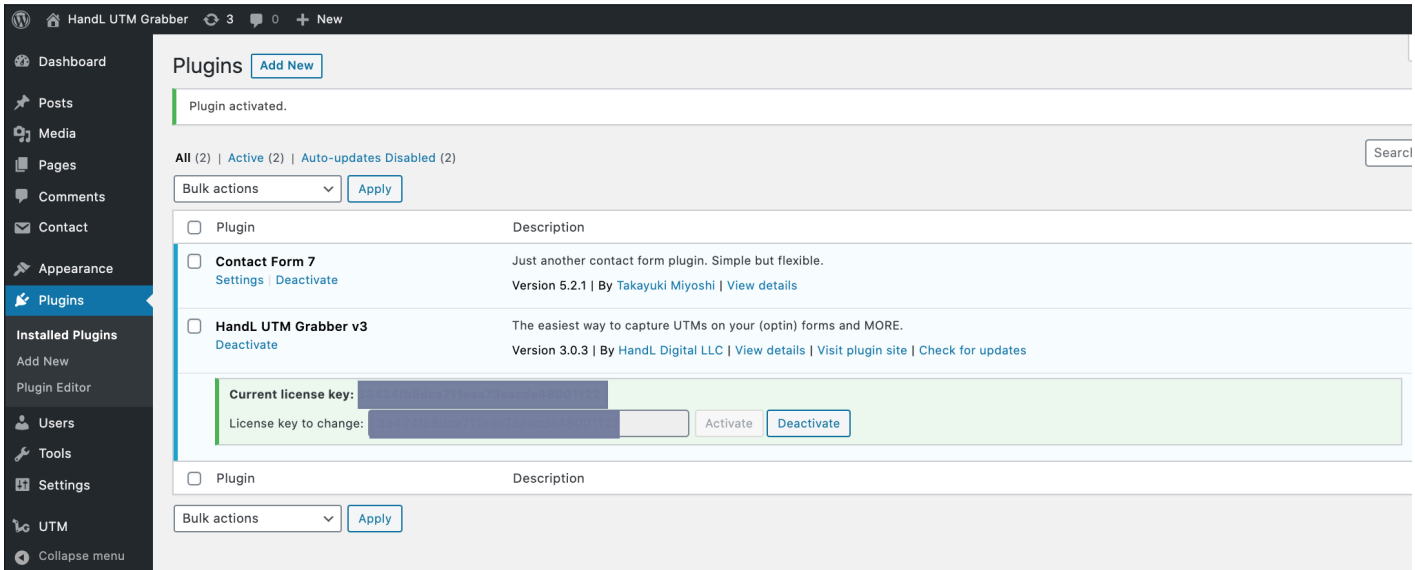 HandL UTM Grabber 3 0 New
Dashboard
Posts
Media
Pages
Comments
Contact
Appearance
Plugins
Installed Plugins
Add New
Plugin Editor
Users
Tools
Settings
UTM
Collapse menu
Plugins Add New
Plugin activated.
All (2) | Active (2) | Auto-updates Disabled (2)
Search
Bulk actions Apply
Plugin Description
Contact Form 7 Just another contact form plugin. Simple but flexible.
Settings | Deactivate Version 5.2.1 | By Takayuki Miyoshi | View details
HandL UTM Grabber v3 The easiest way to capture UTMs on your (optin) forms and MORE.
Deactivate Version 3.0.3 | By HandL Digital LLC | View details | Visit plugin site | Check for updates
Current license key:
License key to change: Activate Deactivate
Plugin Description
Bulk actions Apply